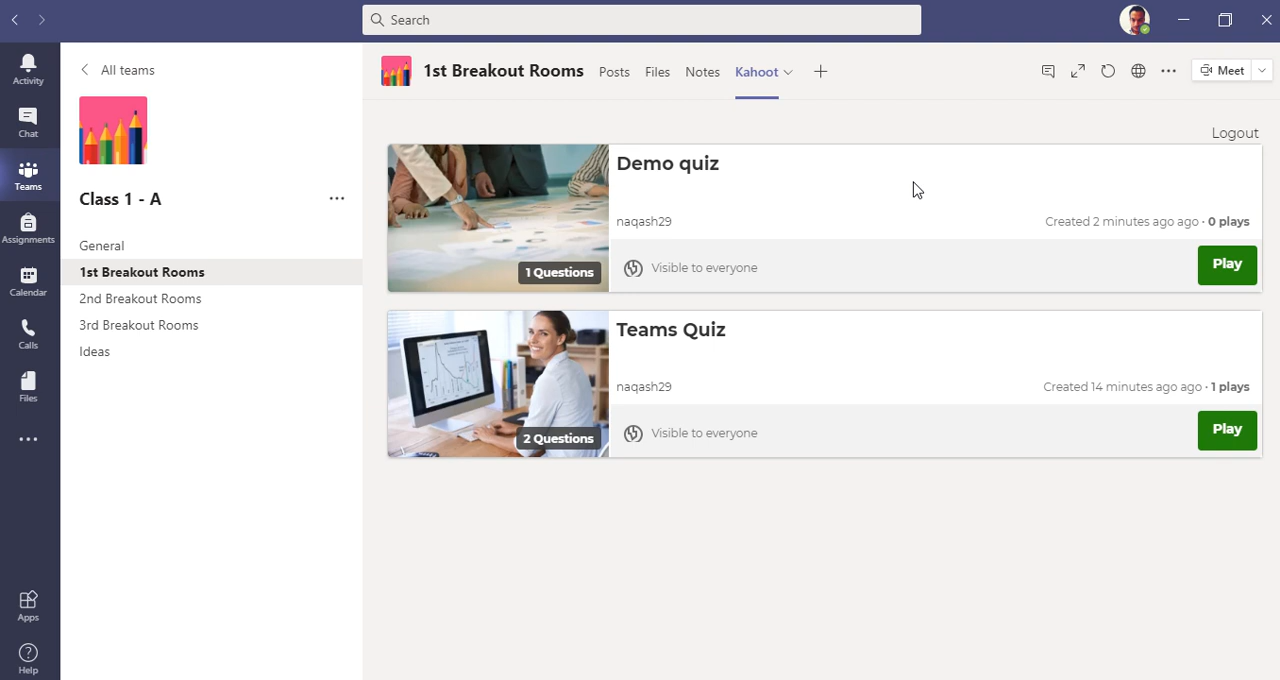 Search
Activity
Chat
Teams
Assignments
Calendar
Calls
Files
Apps
Help
All teams
Class 1 - A
General
1st Breakout Rooms
2nd Breakout Rooms
3rd Breakout Rooms
Ideas
1st Breakout Rooms Posts Files Notes Kahoot Meet
Logout
Demo quiz
naqash29 Created 2 minutes ago ago · 0 plays
1 Questions Visible to everyone Play
Teams Quiz
naqash29 Created 14 minutes ago ago · 1 plays
2 Questions Visible to everyone Play